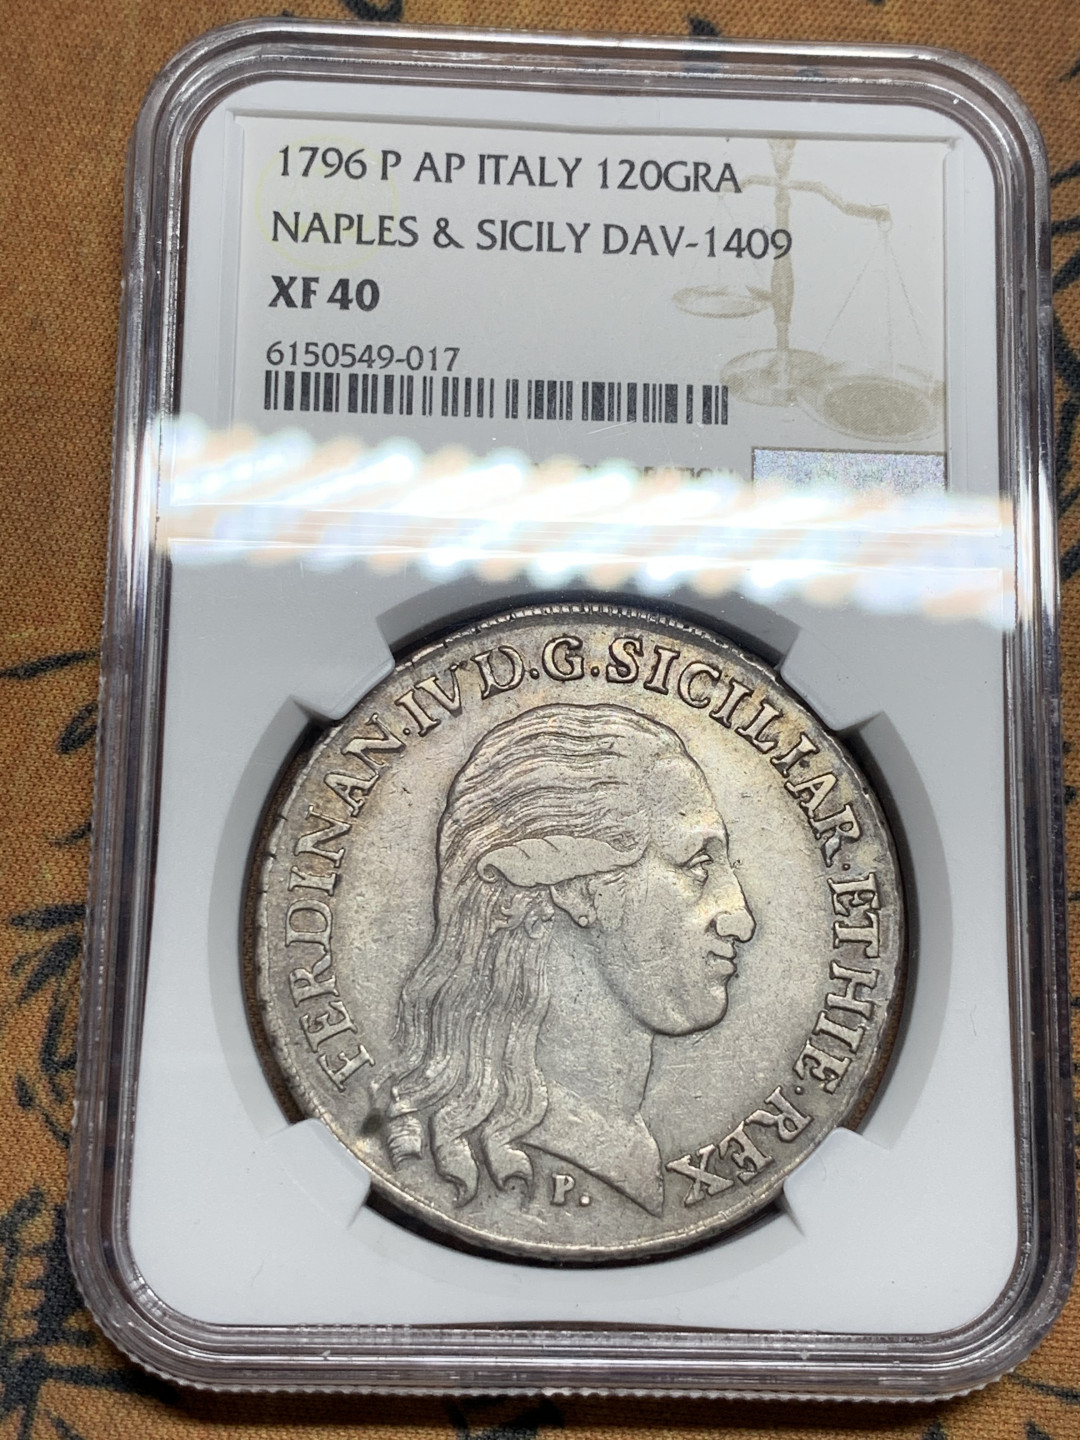 1796 P AP ITALY 120GRA
NAPLES & SICILY DAV-1409
XF 40
6150549-017
FERDINAN.IV D.G.SICILIAR.ET HIE.REX
P.